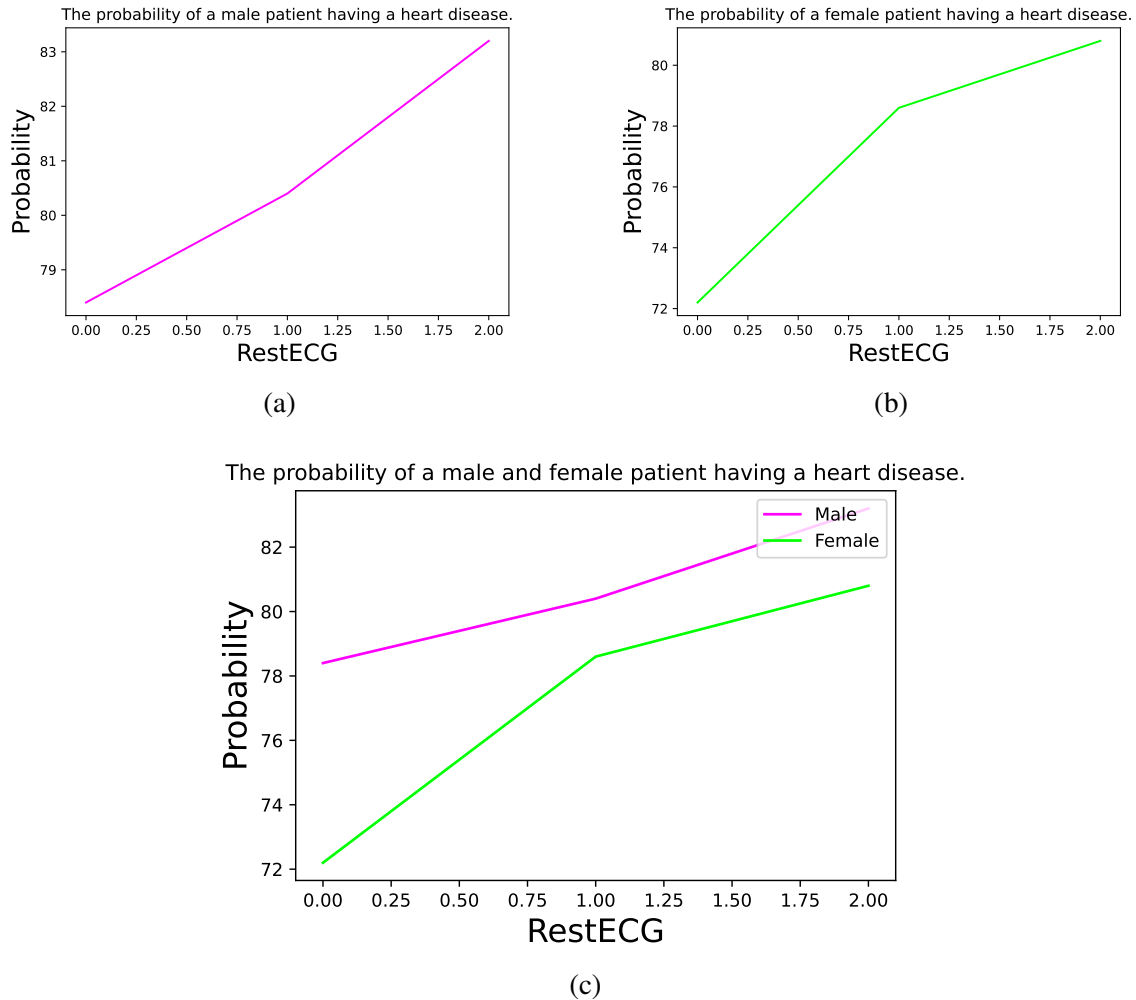 The probability of a male patient having a heart disease.
83
82
81
80
79
Probability
0.00 0.25 0.50 0.75 1.00 1.25 1.50 1.75 2.00
RestECG
(a)
The probability of a female patient having a heart disease.
80
78
76
74
72
Probability
0.00 0.25 0.50 0.75 1.00 1.25 1.50 1.75 2.00
RestECG
(b)
The probability of a male and female patient having a heart disease.
Male
Female
82
80
78
76
74
72
Probability
0.00 0.25 0.50 0.75 1.00 1.25 1.50 1.75 2.00
RestECG
(c)